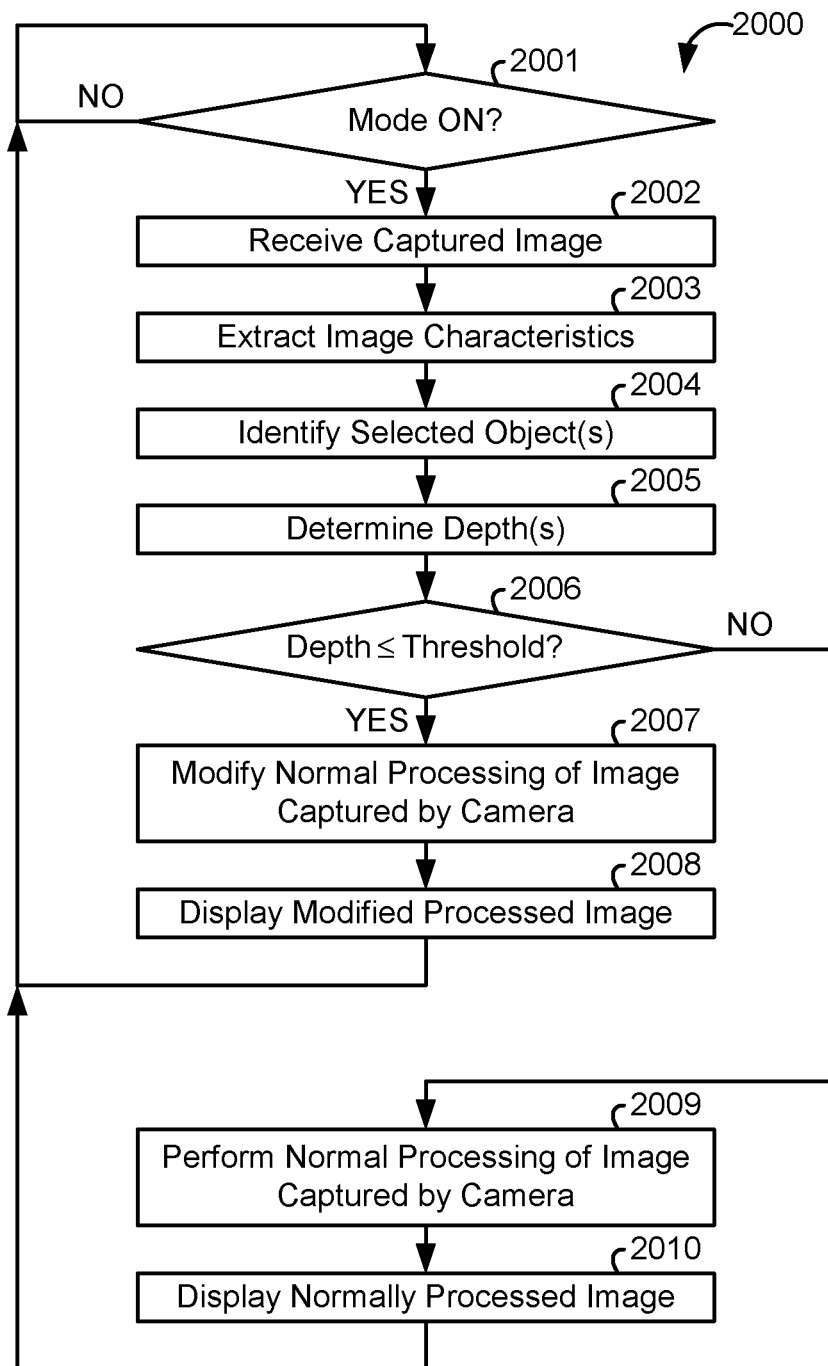 2000
2001
NO
Mode ON?
YES
2002
Receive Captured Image
2003
Extract Image Characteristics
2004
Identify Selected Object(s)
2005
Determine Depth(s)
2006
NO
Depth ≤ Threshold?
YES
2007
Modify Normal Processing of Image
Captured by Camera
2008
Display Modified Processed Image
2009
Perform Normal Processing of Image
Captured by Camera
2010
Display Normally Processed Image